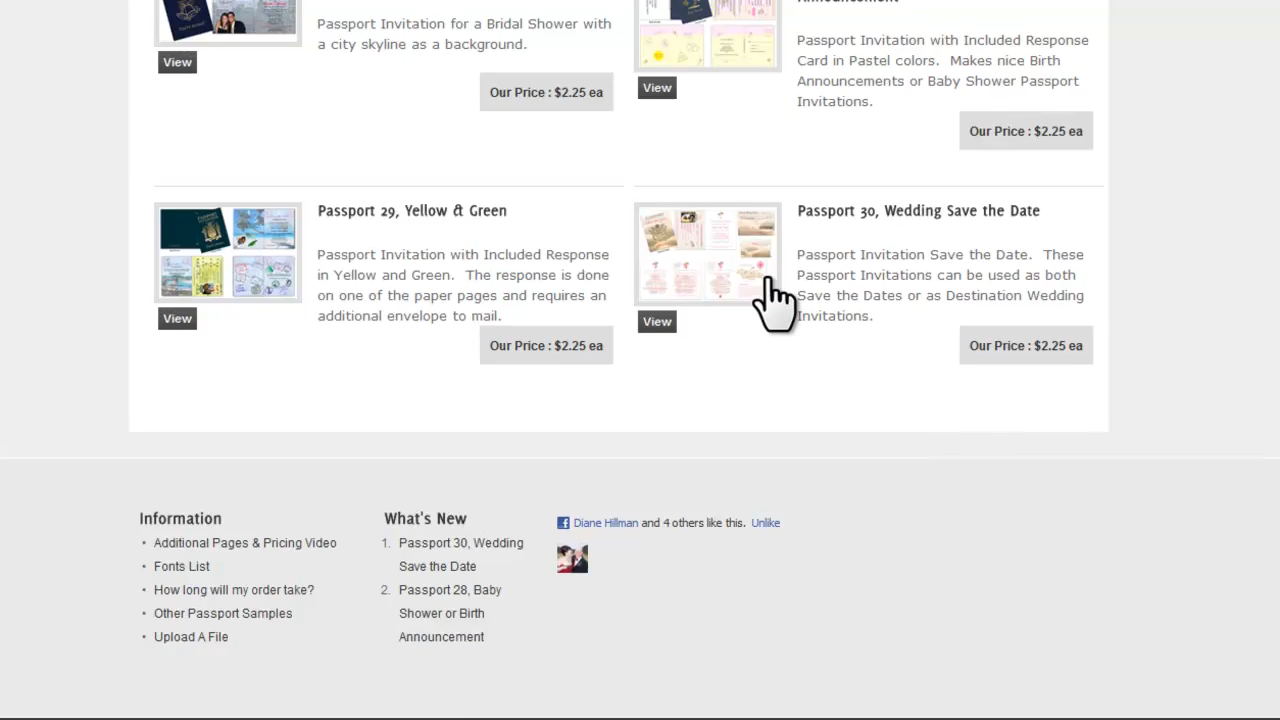 Passport Invitation for a Bridal Shower with
a city skyline as a background.
View
Our Price : $2.25 ea
Passport Invitation with Included Response
Card in Pastel colors.  Makes nice Birth
Announcements or Baby Shower Passport
Invitations.
View
Our Price : $2.25 ea
Passport 29, Yellow & Green
Passport Invitation with Included Response
in Yellow and Green.  The response is done
on one of the paper pages and requires an
additional envelope to mail.
View
Our Price : $2.25 ea
Passport 30, Wedding Save the Date
Passport Invitation Save the Date.  These
Passport Invitations can be used as both
Save the Dates or as Destination Wedding
Invitations.
View
Our Price : $2.25 ea
Information
• Additional Pages & Pricing Video
• Fonts List
• How long will my order take?
• Other Passport Samples
• Upload A File
What's New
1. Passport 30, Wedding
Save the Date
2. Passport 28, Baby
Shower or Birth
Announcement
Diane Hillman and 4 others like this. Unlike